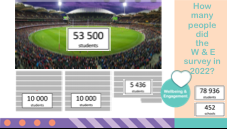 How
many
people
did
the
W & E
survey in
2022?
53 500
students
10 000
students
10 000
students
5 436
students
Wellbeing &
Engagement
78 936
students
452
schools